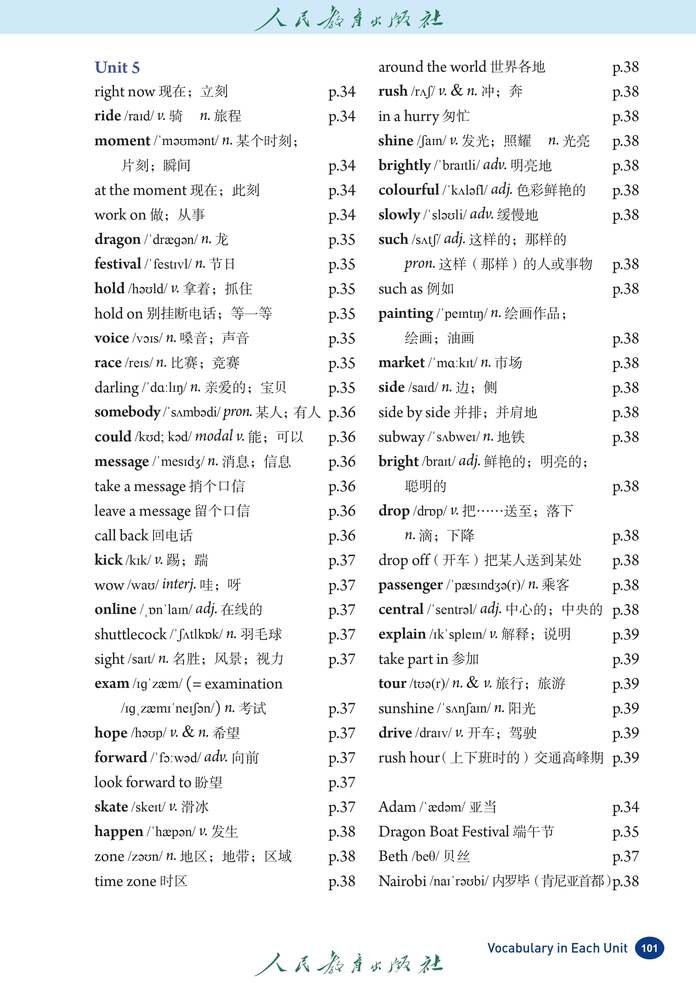 人民教育出版社
Unit 5
right now 现在；立刻 p.34
ride /raɪd/ v. 骑 n. 旅程 p.34
moment /ˈməʊmənt/ n. 某个时刻；
片刻；瞬间 p.34
at the moment 现在；此刻 p.34
work on 做；从事 p.34
dragon /ˈdræɡən/ n. 龙 p.35
festival /ˈfestɪvl/ n. 节日 p.35
hold /həʊld/ v. 拿着；抓住 p.35
hold on 别挂断电话；等一等 p.35
voice /vɔɪs/ n. 嗓音；声音 p.35
race /reɪs/ n. 比赛；竞赛 p.35
darling /ˈdɑːlɪŋ/ n. 亲爱的；宝贝 p.35
somebody /ˈsʌmbədi/ pron. 某人；有人 p.36
could /kʊd; kəd/ modal v. 能；可以 p.36
message /ˈmesɪdʒ/ n. 消息；信息 p.36
take a message 捎个口信 p.36
leave a message 留个口信 p.36
call back 回电话 p.36
kick /kɪk/ v. 踢；踹 p.37
wow /waʊ/ interj. 哇；呀 p.37
online /ˌɒnˈlaɪn/ adj. 在线的 p.37
shuttlecock /ˈʃʌtlkɒk/ n. 羽毛球 p.37
sight /saɪt/ n. 名胜；风景；视力 p.37
exam /ɪɡˈzæm/ (= examination
/ɪɡˌzæmɪˈneɪʃən/) n. 考试 p.37
hope /həʊp/ v. & n. 希望 p.37
forward /ˈfɔːwəd/ adv. 向前 p.37
look forward to 盼望 p.37
skate /skeɪt/ v. 滑冰 p.37
happen /ˈhæpən/ v. 发生 p.38
zone /zəʊn/ n. 地区；地带；区域 p.38
time zone 时区 p.38
around the world 世界各地 p.38
rush /rʌʃ/ v. & n. 冲；奔 p.38
in a hurry 匆忙 p.38
shine /ʃaɪn/ v. 发光；照耀 n. 光亮 p.38
brightly /ˈbraɪtli/ adv. 明亮地 p.38
colourful /ˈkʌləfl/ adj. 色彩鲜艳的 p.38
slowly /ˈsləʊli/ adv. 缓慢地 p.38
such /sʌtʃ/ adj. 这样的；那样的
pron. 这样（那样）的人或事物 p.38
such as 例如 p.38
painting /ˈpeɪntɪŋ/ n. 绘画作品；
绘画；油画 p.38
market /ˈmɑːkɪt/ n. 市场 p.38
side /saɪd/ n. 边；侧 p.38
side by side 并排；并肩地 p.38
subway /ˈsʌbweɪ/ n. 地铁 p.38
bright /braɪt/ adj. 鲜艳的；明亮的；
聪明的 p.38
drop /drɒp/ v. 把……送至；落下
n. 滴；下降 p.38
drop off（开车）把某人送到某处 p.38
passenger /ˈpæsɪndʒə(r)/ n. 乘客 p.38
central /ˈsentrəl/ adj. 中心的；中央的 p.38
explain /ɪkˈspleɪn/ v. 解释；说明 p.39
take part in 参加 p.39
tour /tʊə(r)/ n. & v. 旅行；旅游 p.39
sunshine /ˈsʌnʃaɪn/ n. 阳光 p.39
drive /draɪv/ v. 开车；驾驶 p.39
rush hour（上下班时的）交通高峰期 p.39
Adam /ˈædəm/ 亚当 p.34
Dragon Boat Festival 端午节 p.35
Beth /beθ/ 贝丝 p.37
Nairobi /naɪˈrəʊbi/ 内罗毕（肯尼亚首都）p.38
Vocabulary in Each Unit 101
人民教育出版社